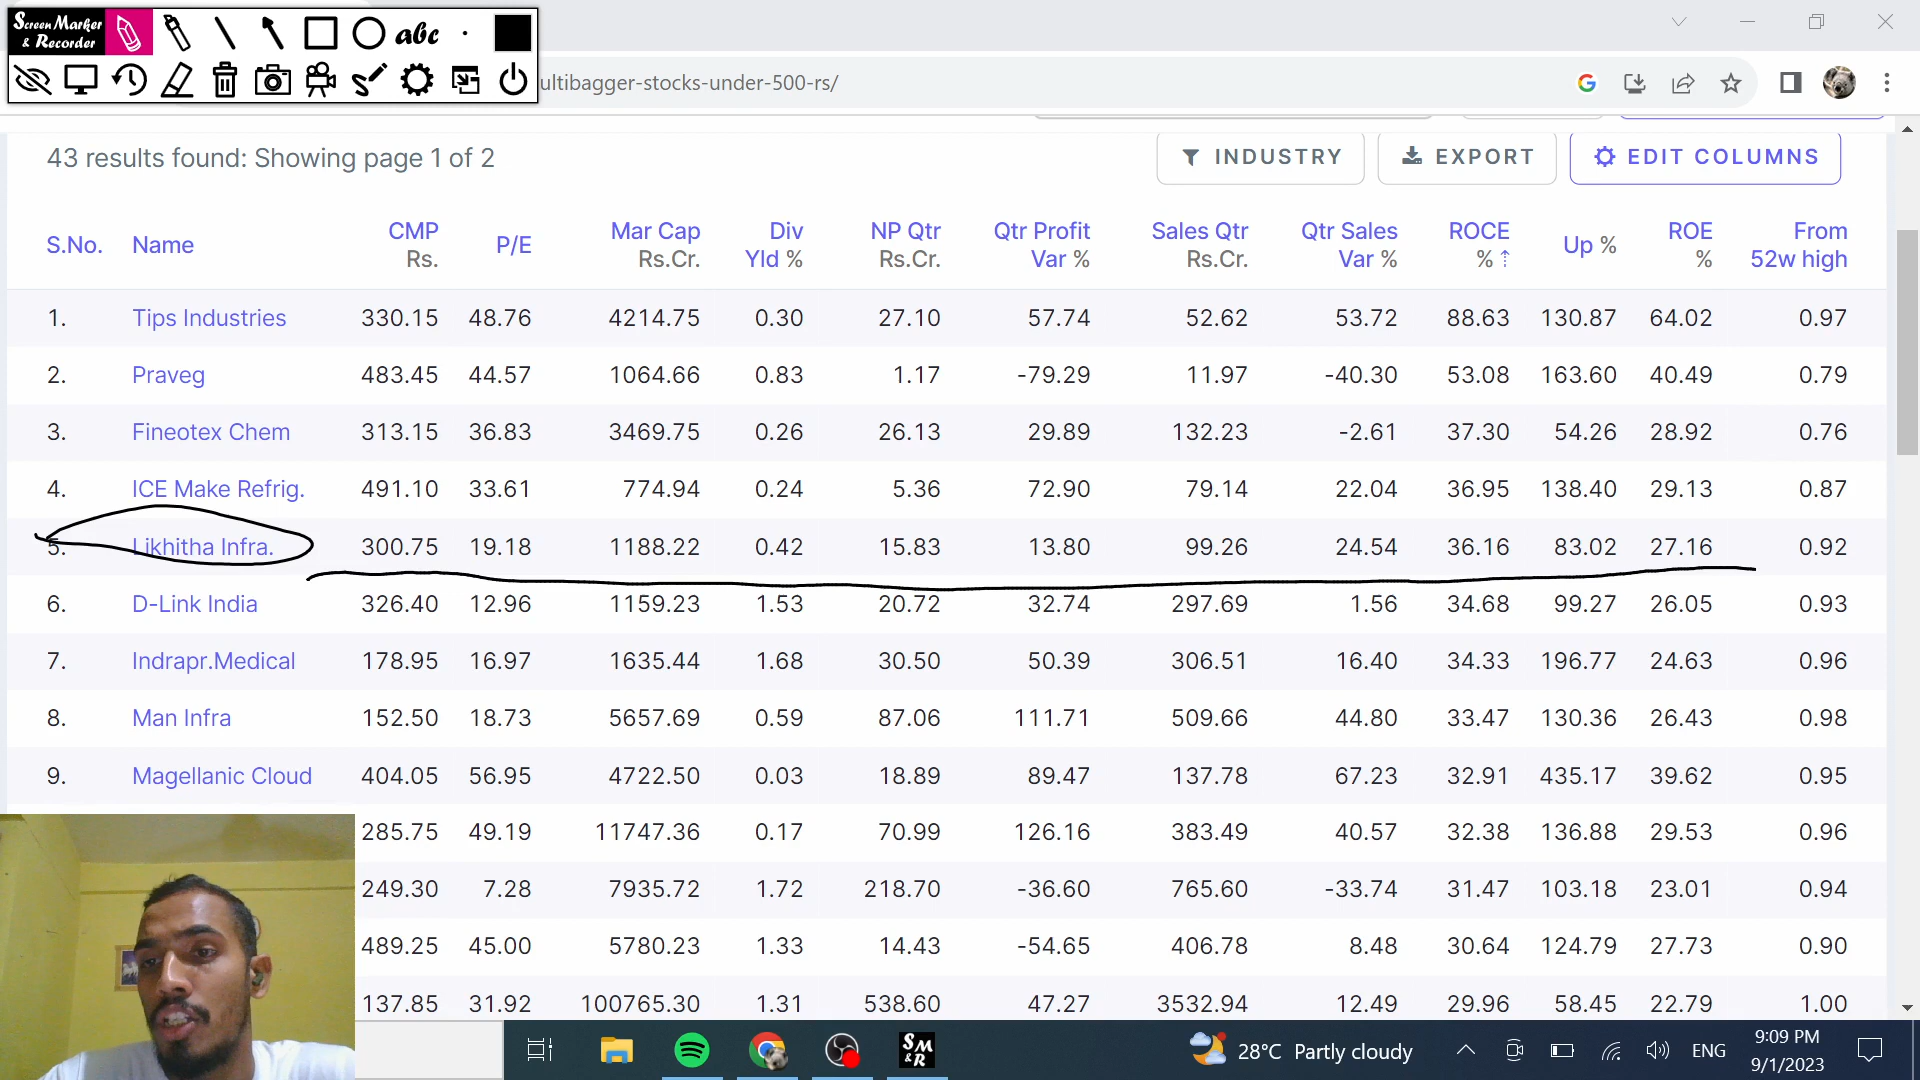 Screen Marker & Recorder
abc
ultibagger-stocks-under-500-rs/
43 results found: Showing page 1 of 2
INDUSTRY EXPORT EDIT COLUMNS
S.No. Name CMP Rs. P/E Mar Cap Rs.Cr. Div Yld % NP Qtr Rs.Cr. Qtr Profit Var % Sales Qtr Rs.Cr. Qtr Sales Var % ROCE % Up % ROE % From 52w high
1. Tips Industries 330.15 48.76 4214.75 0.30 27.10 57.74 52.62 53.72 88.63 130.87 64.02 0.97
2. Praveg 483.45 44.57 1064.66 0.83 1.17 -79.29 11.97 -40.30 53.08 163.60 40.49 0.79
3. Fineotex Chem 313.15 36.83 3469.75 0.26 26.13 29.89 132.23 -2.61 37.30 54.26 28.92 0.76
4. ICE Make Refrig. 491.10 33.61 774.94 0.24 5.36 72.90 79.14 22.04 36.95 138.40 29.13 0.87
5. Likhitha Infra. 300.75 19.18 1188.22 0.42 15.83 13.80 99.26 24.54 36.16 83.02 27.16 0.92
6. D-Link India 326.40 12.96 1159.23 1.53 20.72 32.74 297.69 1.56 34.68 99.27 26.05 0.93
7. Indrapr.Medical 178.95 16.97 1635.44 1.68 30.50 50.39 306.51 16.40 34.33 196.77 24.63 0.96
8. Man Infra 152.50 18.73 5657.69 0.59 87.06 111.71 509.66 44.80 33.47 130.36 26.43 0.98
9. Magellanic Cloud 404.05 56.95 4722.50 0.03 18.89 89.47 137.78 67.23 32.91 435.17 39.62 0.95
285.75 49.19 11747.36 0.17 70.99 126.16 383.49 40.57 32.38 136.88 29.53 0.96
249.30 7.28 7935.72 1.72 218.70 -36.60 765.60 -33.74 31.47 103.18 23.01 0.94
489.25 45.00 5780.23 1.33 14.43 -54.65 406.78 8.48 30.64 124.79 27.73 0.90
137.85 31.92 100765.30 1.31 538.60 47.27 3532.94 12.49 29.96 58.45 22.79 1.00
SM&R 28°C Partly cloudy ENG 9:09 PM
9/1/2023